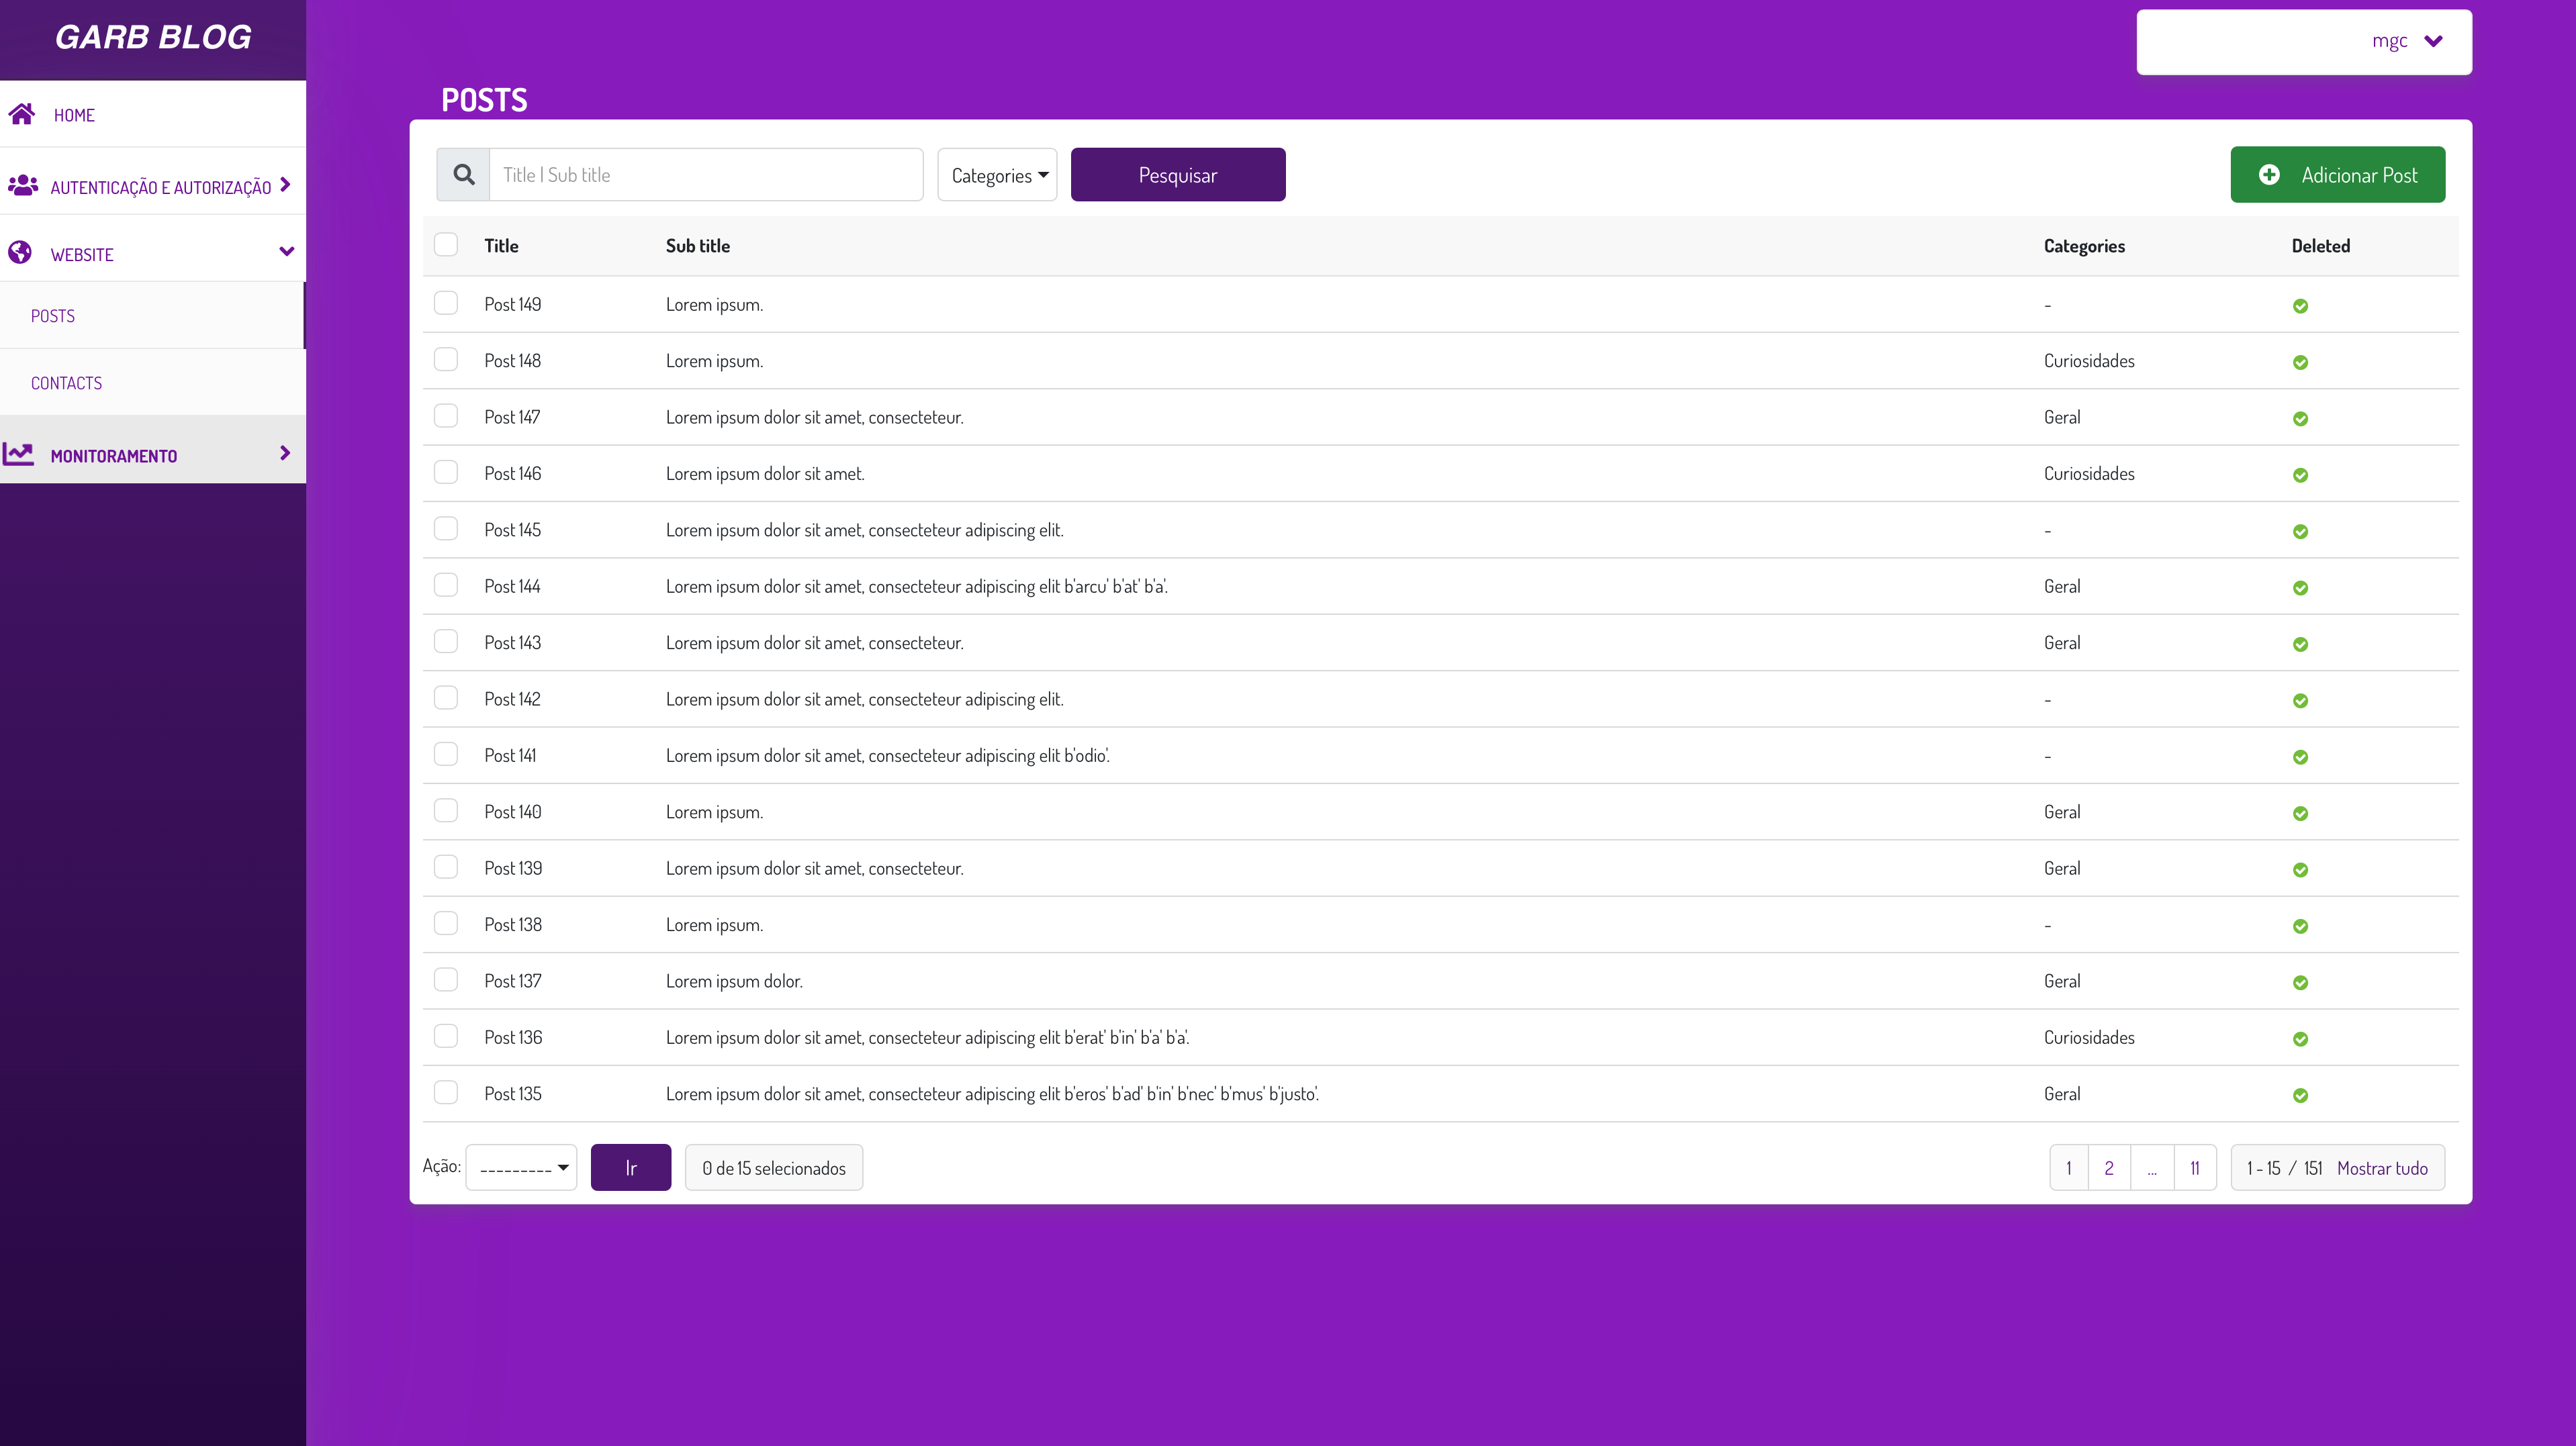 GARB BLOG
mgc
HOME
AUTENTICAÇÃO E AUTORIZAÇÃO
WEBSITE
POSTS
CONTACTS
MONITORAMENTO
POSTS
Title | Sub title
Categories
Pesquisar
Adicionar Post
Title Sub title Categories Deleted
Post 149 Lorem ipsum. -
Post 148 Lorem ipsum. Curiosidades
Post 147 Lorem ipsum dolor sit amet, consecteteur. Geral
Post 146 Lorem ipsum dolor sit amet. Curiosidades
Post 145 Lorem ipsum dolor sit amet, consecteteur adipiscing elit. -
Post 144 Lorem ipsum dolor sit amet, consecteteur adipiscing elit b'arcu' b'at' b'a'. Geral
Post 143 Lorem ipsum dolor sit amet, consecteteur. Geral
Post 142 Lorem ipsum dolor sit amet, consecteteur adipiscing elit. -
Post 141 Lorem ipsum dolor sit amet, consecteteur adipiscing elit b'odio'. -
Post 140 Lorem ipsum. Geral
Post 139 Lorem ipsum dolor sit amet, consecteteur. Geral
Post 138 Lorem ipsum. -
Post 137 Lorem ipsum dolor. Geral
Post 136 Lorem ipsum dolor sit amet, consecteteur adipiscing elit b'erat' b'in' b'a' b'a'. Curiosidades
Post 135 Lorem ipsum dolor sit amet, consecteteur adipiscing elit b'eros' b'ad' b'in' b'nec' b'mus' b'justo'. Geral
Ação: --------- Ir 0 de 15 selecionados 1 2 ... 11 1 - 15 / 151 Mostrar tudo